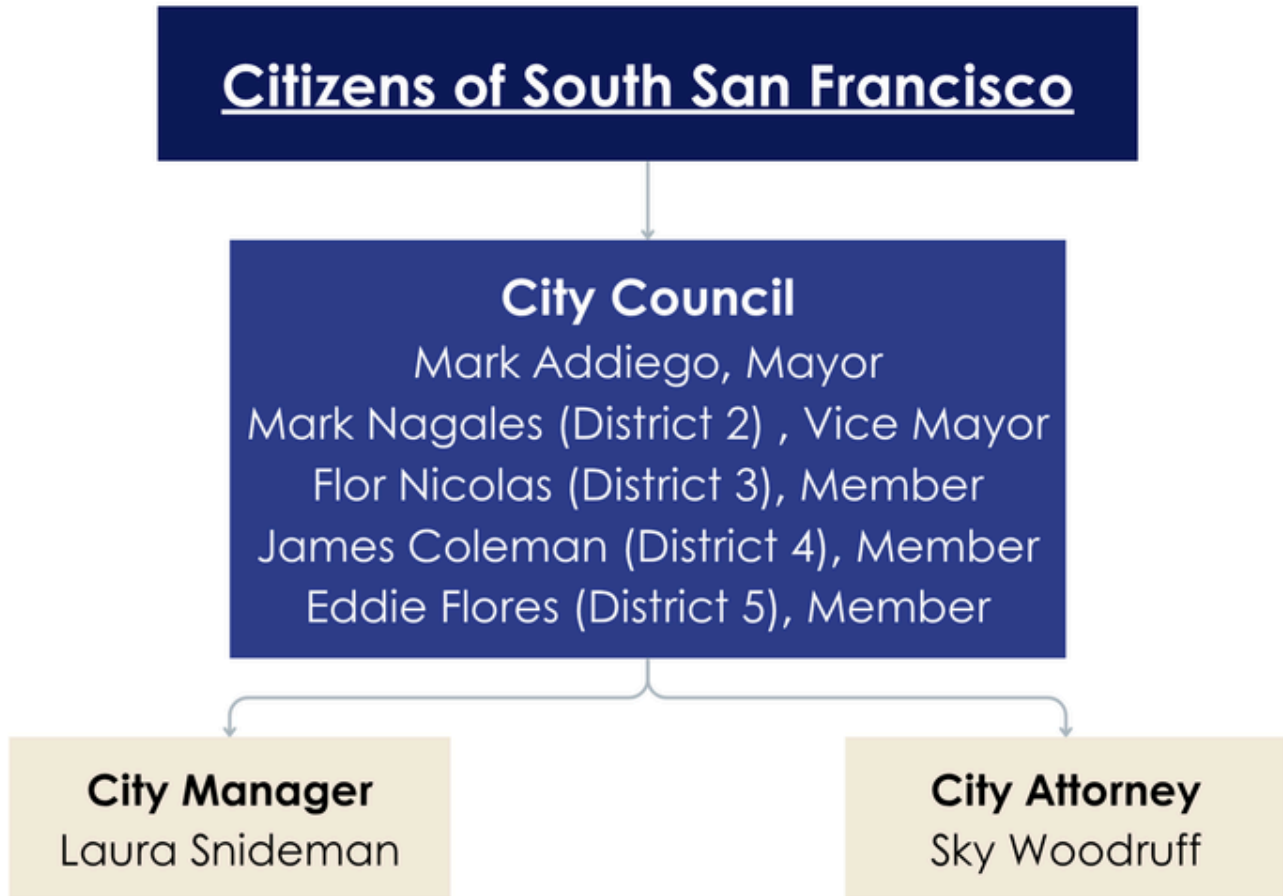 Citizens of South San Francisco
City Council
Mark Addiego, Mayor
Mark Nagales (District 2) , Vice Mayor
Flor Nicolas (District 3), Member
James Coleman (District 4), Member
Eddie Flores (District 5), Member
City Manager
Laura Snideman
City Attorney
Sky Woodruff